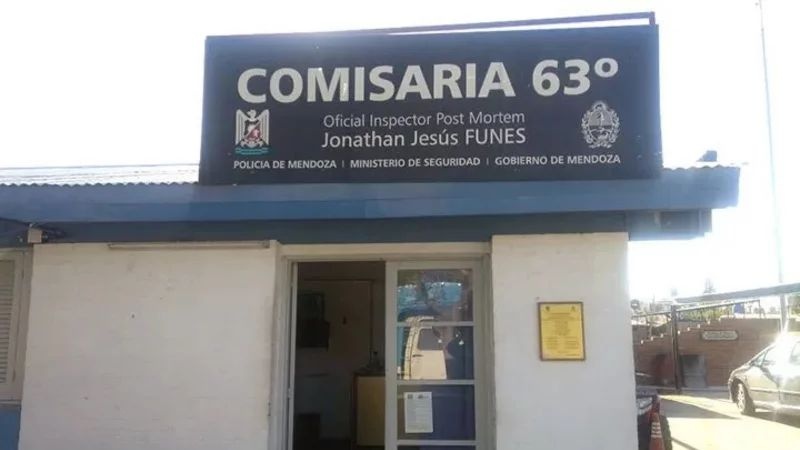 COMISARIA 63º
Oficial Inspector Post Mortem
Jonathan Jesús FUNES
POLICIA DE MENDOZA | MINISTERIO DE SEGURIDAD | GOBIERNO DE MENDOZA